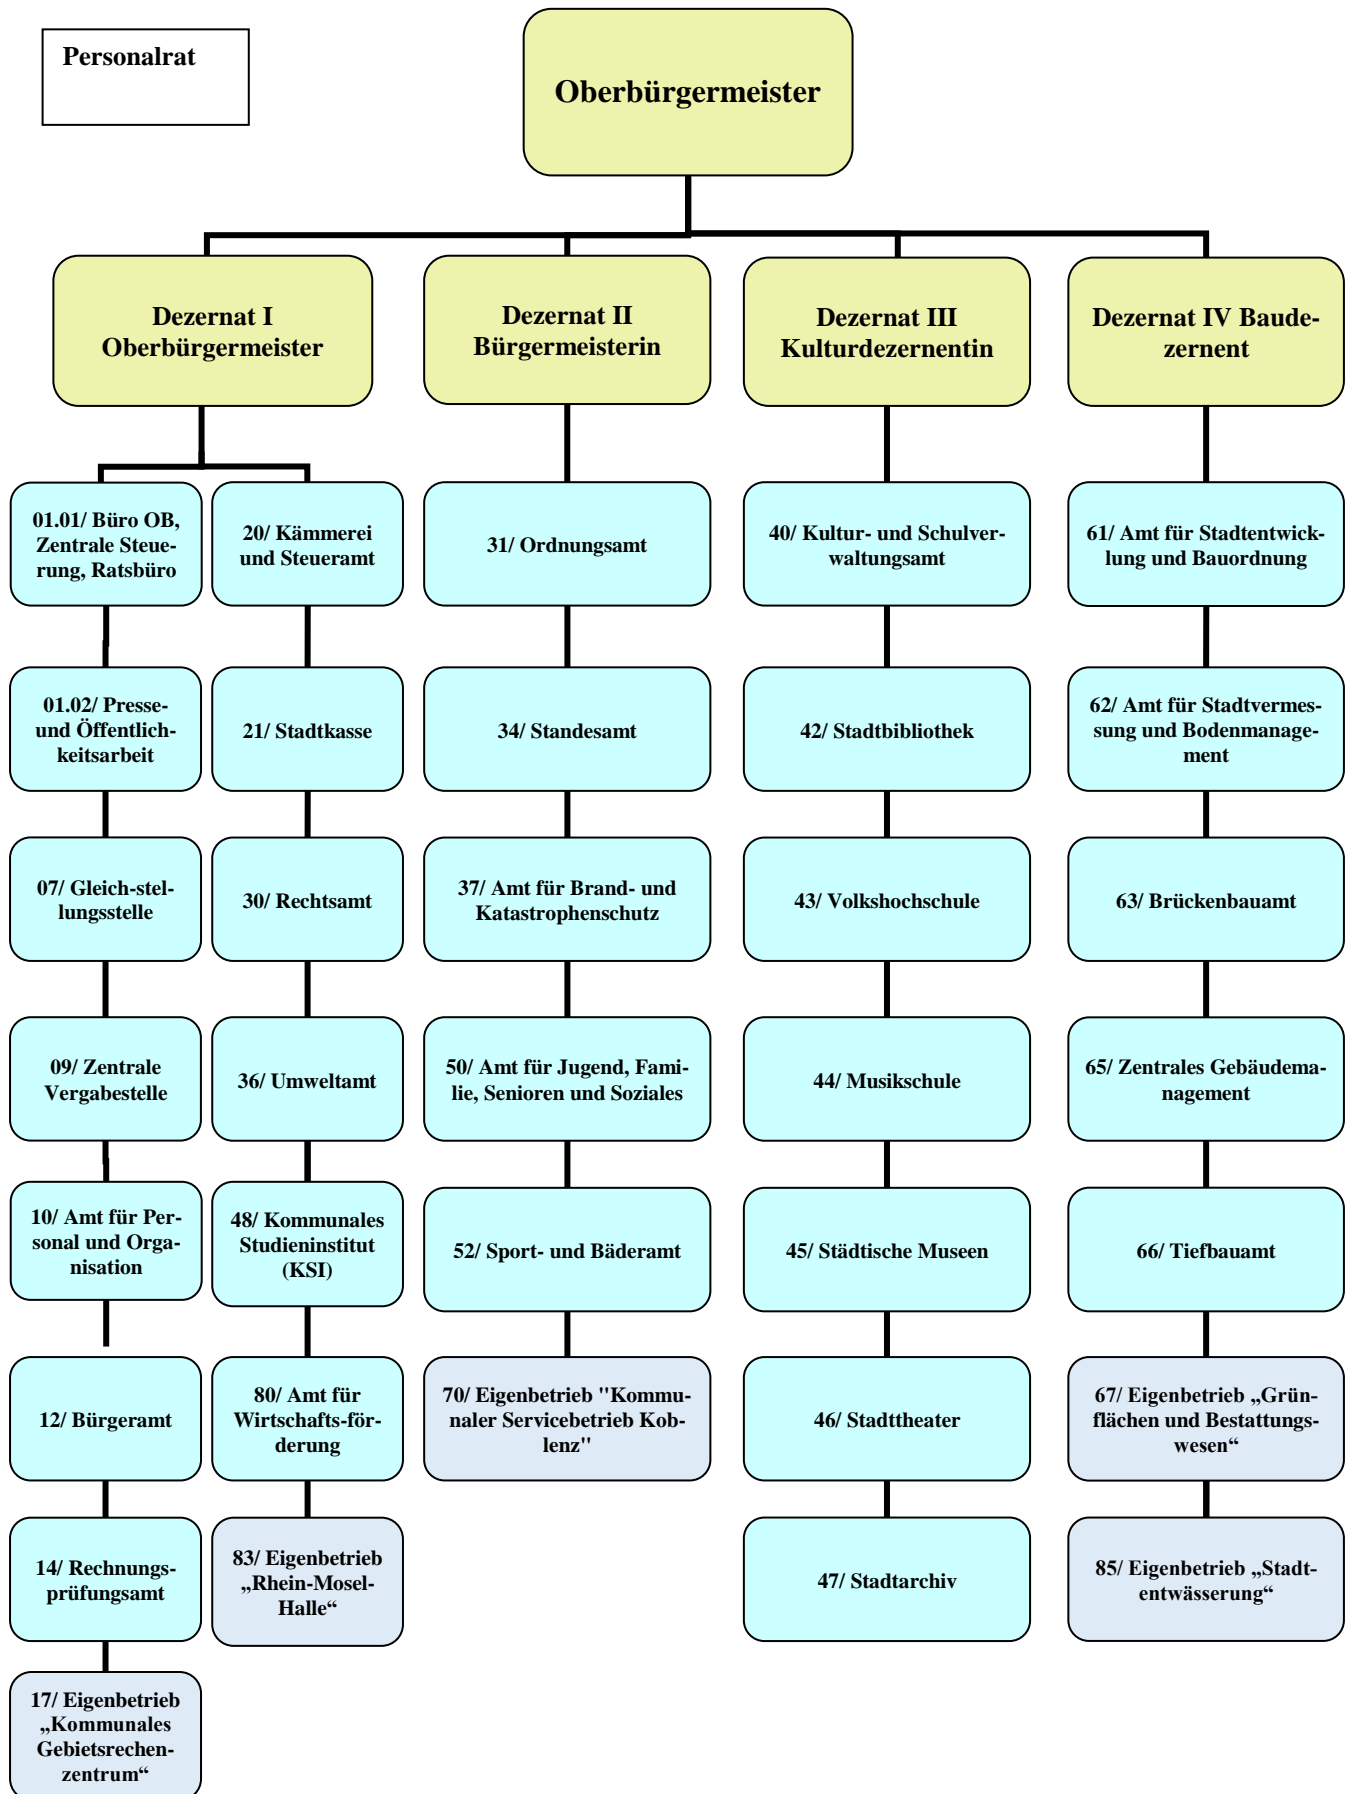 Personalrat
Oberbürgermeister
Dezernat I
Oberbürgermeister
Dezernat II
Bürgermeisterin
Dezernat III
Kulturdezernentin
Dezernat IV Baude-
zernent
01.01/ Büro OB,
Zentrale Steue-
rung, Ratsbüro
20/ Kämmerei
und Steueramt
31/ Ordnungsamt
40/ Kultur- und Schulver-
waltungsamt
61/ Amt für Stadtentwick-
lung und Bauordnung
01.02/ Presse-
und Öffentlich-
keitsarbeit
21/ Stadtkasse
34/ Standesamt
42/ Stadtbibliothek
62/ Amt für Stadtvermes-
sung und Bodenmanage-
ment
07/ Gleich-stel-
lungsstelle
30/ Rechtsamt
37/ Amt für Brand- und
Katastrophenschutz
43/ Volkshochschule
63/ Brückenbauamt
09/ Zentrale
Vergabestelle
36/ Umweltamt
50/ Amt für Jugend, Fami-
lie, Senioren und Soziales
44/ Musikschule
65/ Zentrales Gebäudema-
nagement
10/ Amt für Per-
sonal und Orga-
nisation
48/ Kommunales
Studieninstitut
(KSI)
52/ Sport- und Bäderamt
45/ Städtische Museen
66/ Tiefbauamt
12/ Bürgeramt
80/ Amt für
Wirtschafts-för-
derung
70/ Eigenbetrieb "Kommu-
naler Servicebetrieb Kob-
lenz"
46/ Stadttheater
67/ Eigenbetrieb „Grün-
flächen und Bestattungs-
wesen“
14/ Rechnungs-
prüfungsamt
83/ Eigenbetrieb
„Rhein-Mosel-
Halle“
47/ Stadtarchiv
85/ Eigenbetrieb „Stadt-
entwässerung“
17/ Eigenbetrieb
„Kommunales
Gebietsrechen-
zentrum“